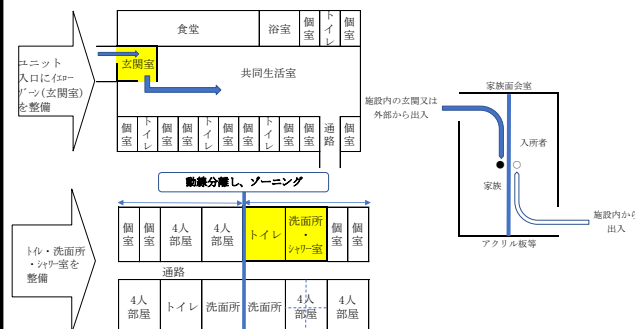 ユニット
入口にイエロー
ゾーン(玄関室)
を整備
食堂
浴室
個
室
ト
イ
レ
個
室
玄関室
共同生活室
個
室
ト
イ
レ
個
室
個
室
ト
イ
レ
個
室
ト
イ
レ
個
室
個
室
個
室
通
路
個
室
家族面会室
施設内の玄関又は
外部から出入
入所者
家族
施設内から
出入
アクリル板等
動線分離し、ゾーニング
トイレ・洗面所
・シャワー室を
整備
個
室
個
室
4人
部屋
4人
部屋
トイレ
洗面所
・
シャワー室
個
室
個
室
通路
4人
部屋
トイレ
洗面所
洗面所
4人
部屋
4人
部屋